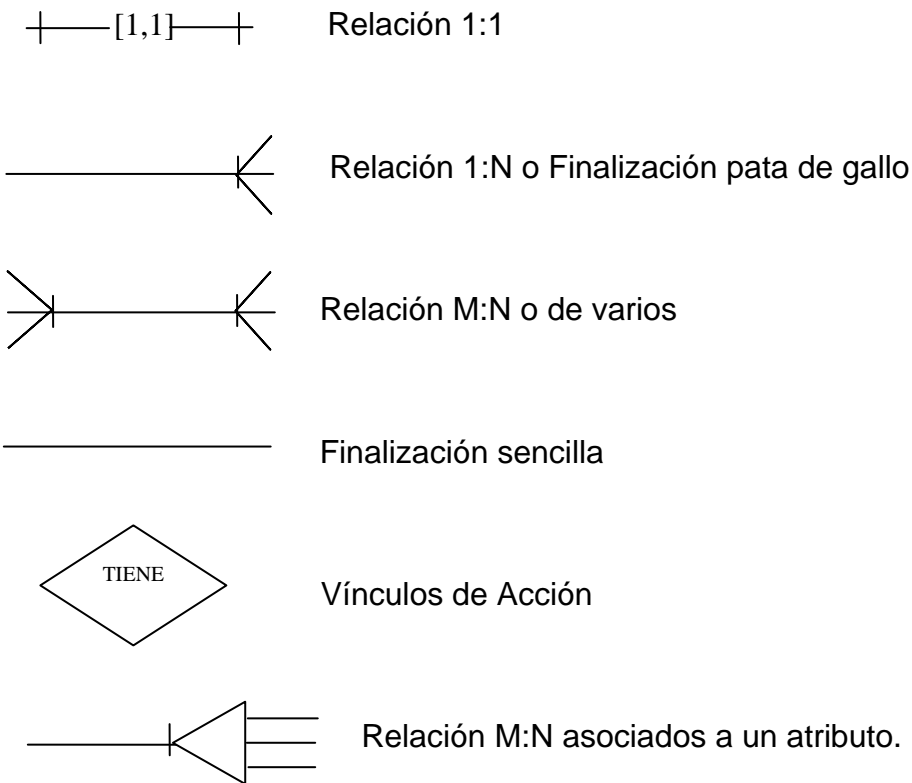 [1,1] Relación 1:1
Relación 1:N o Finalización pata de gallo
Relación M:N o de varios
Finalización sencilla
TIENE
Vínculos de Acción
Relación M:N asociados a un atributo.